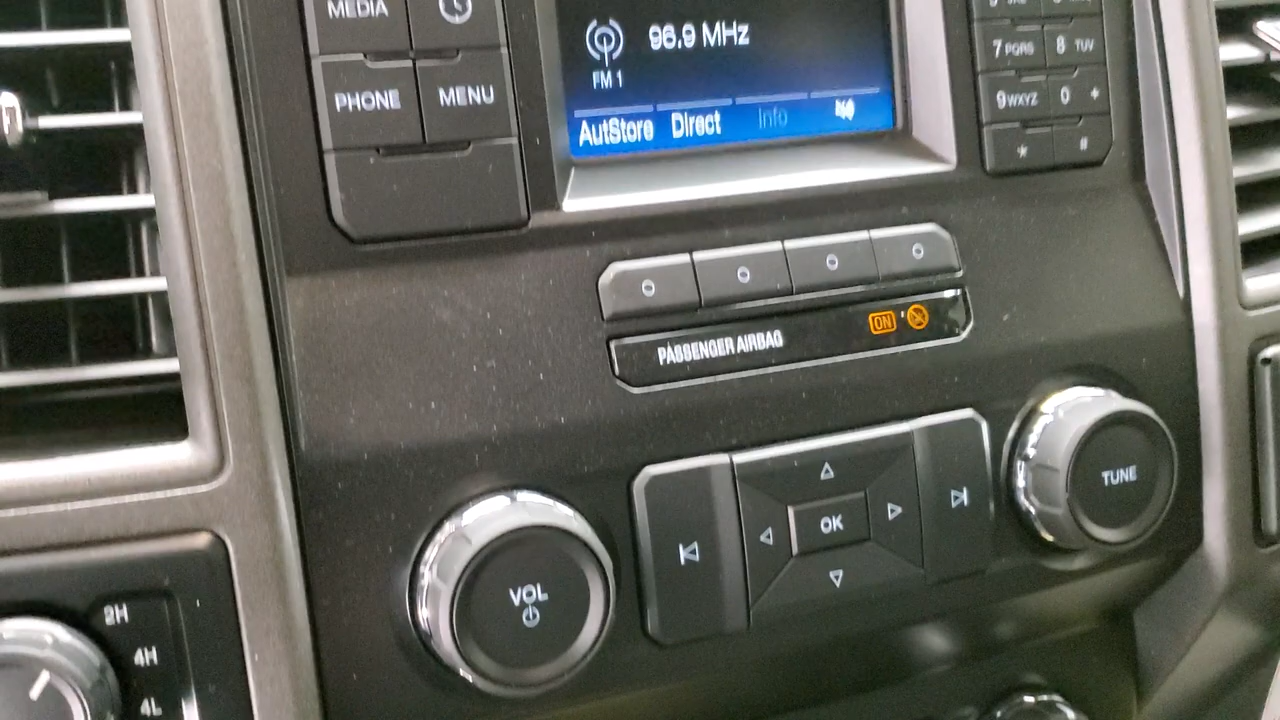 MEDIA
PHONE MENU
96.9 MHz
FM 1
AutStore Direct Info
7 PQRS 8 TUV
9 WXYZ 0 +
* #
PASSENGER AIRBAG ON
VOL
OK
TUNE
2H
4H
4L